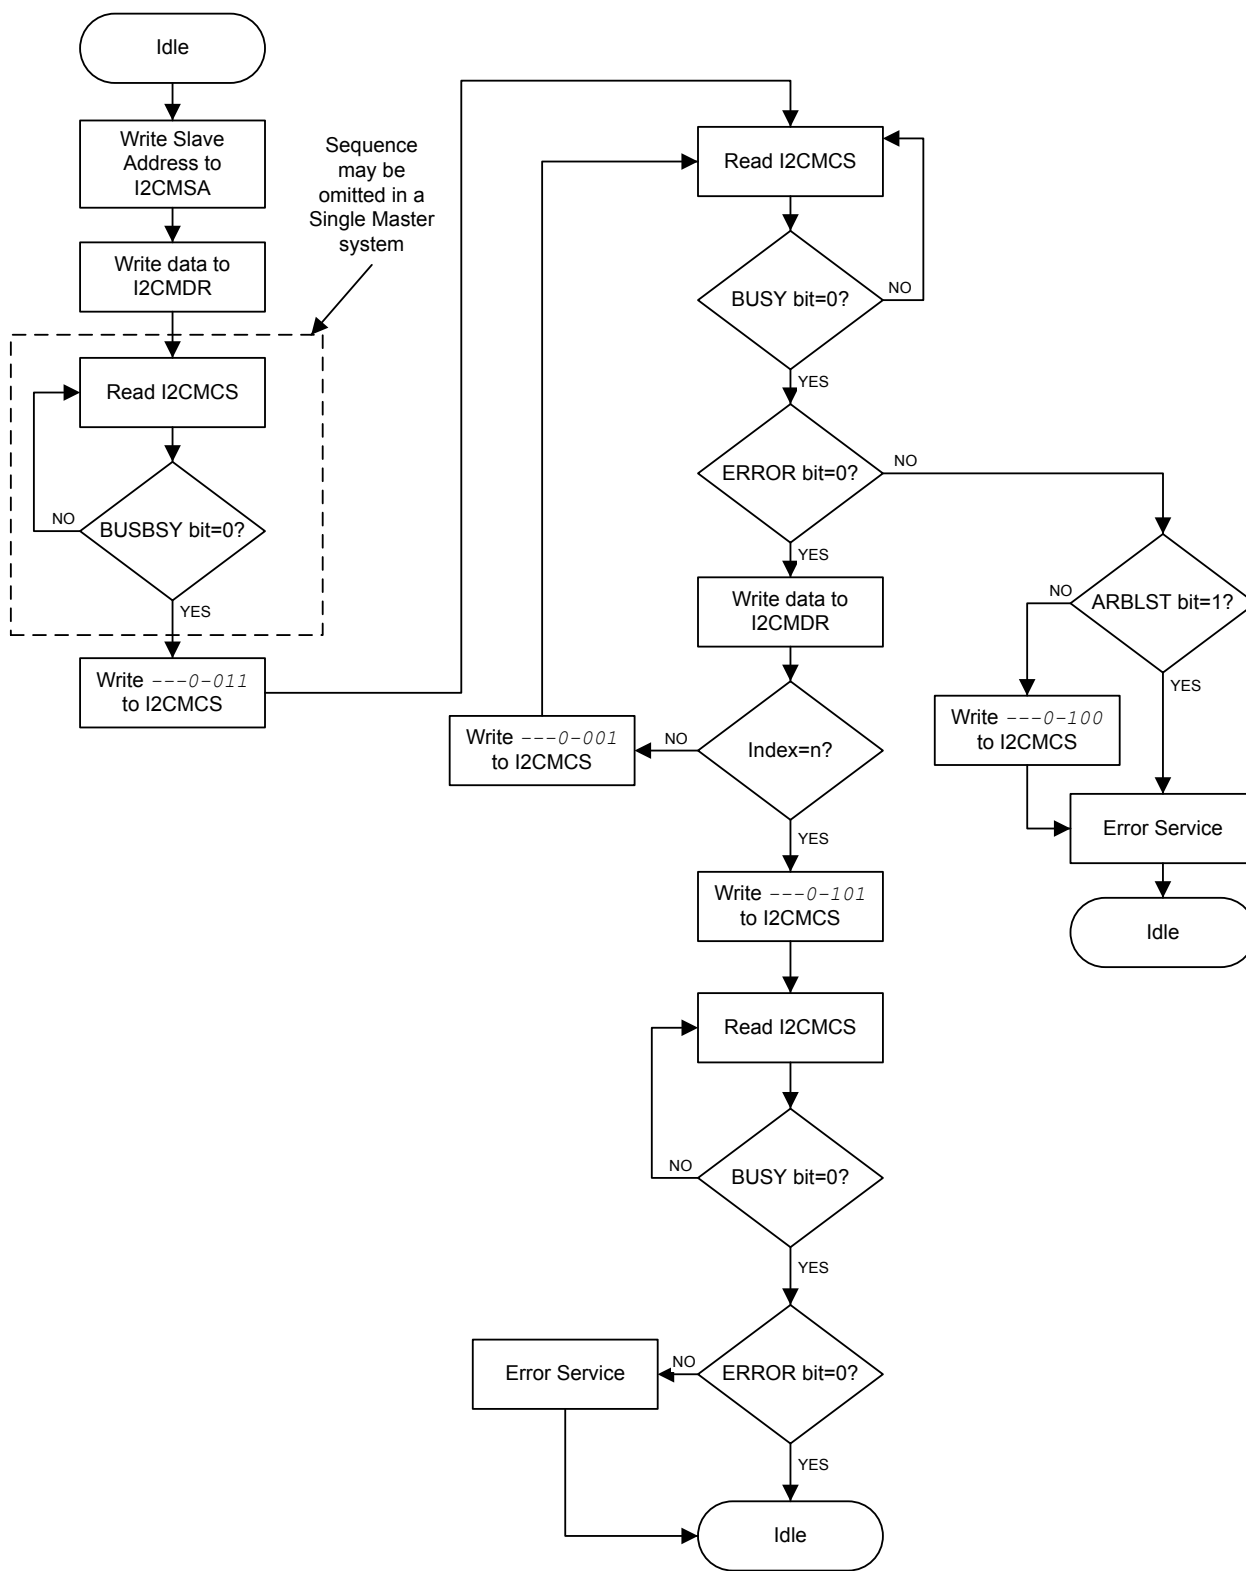 Idle
Write Slave
Address to
I2CMSA
Write data to
I2CMDR
Sequence
may be
omitted in a
Single Master
system
Read I2CMCS
BUSBSY bit=0?
NO
YES
Write ---0-011
to I2CMCS
Read I2CMCS
BUSY bit=0?
NO
YES
ERROR bit=0?
NO
YES
Write data to
I2CMDR
Index=n?
NO
Write ---0-001
to I2CMCS
YES
ARBLST bit=1?
NO
YES
Write ---0-100
to I2CMCS
Error Service
Idle
Write ---0-101
to I2CMCS
Read I2CMCS
BUSY bit=0?
NO
YES
ERROR bit=0?
NO
Error Service
YES
Idle